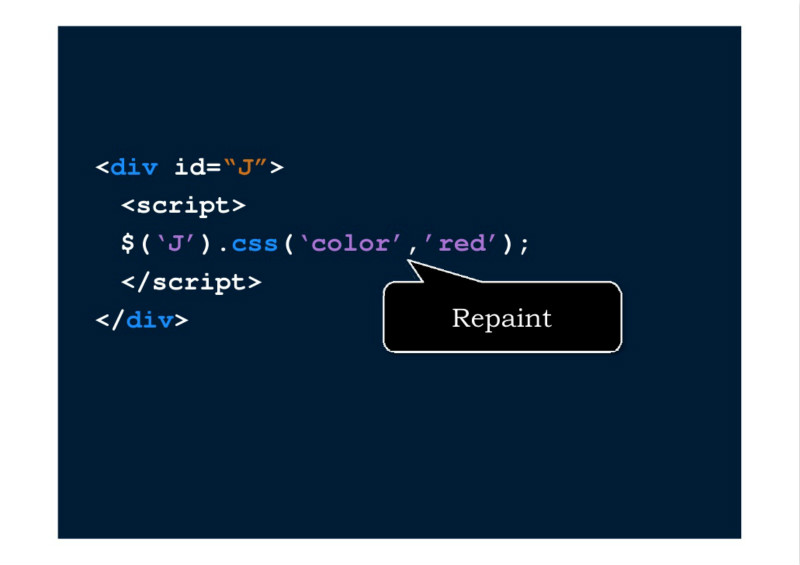 <div id=“J”>
<script>
$(‘J’).css(‘color’,’red’);
</script>
</div>
Repaint